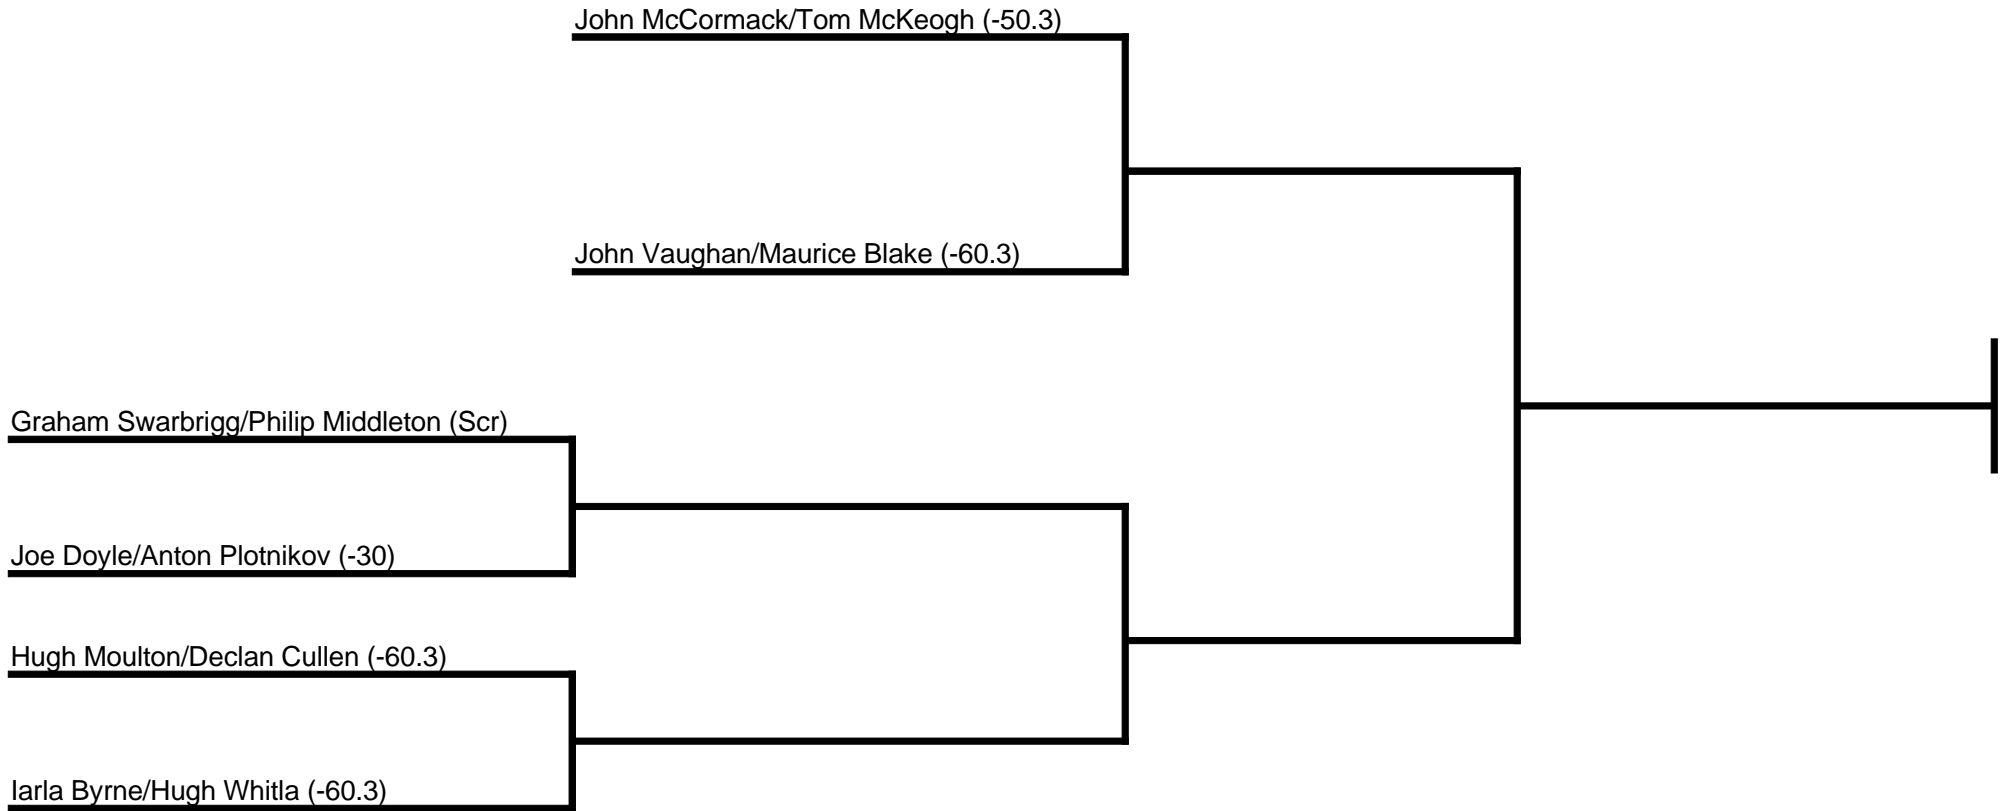 John McCormack/Tom McKeogh (-50.3)
John Vaughan/Maurice Blake (-60.3)
Graham Swarbrigg/Philip Middleton (Scr)
Joe Doyle/Anton Plotnikov (-30)
Hugh Moulton/Declan Cullen (-60.3)
Iarla Byrne/Hugh Whitla (-60.3)